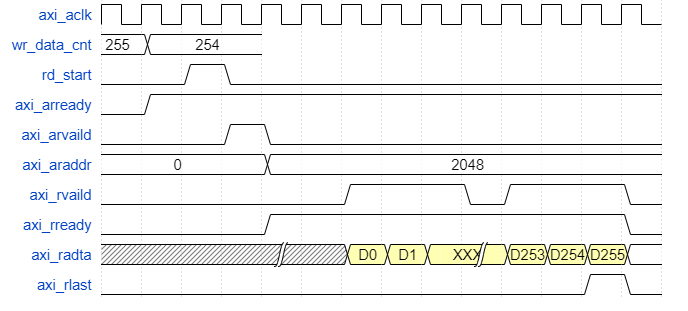 axi_aclk
wr_data_cnt 255 254
rd_start
axi_arready
axi_arvaild
axi_araddr 0 2048
axi_rvaild
axi_rready
axi_radta D0 D1 XXX D253 D254 D255
axi_rlast